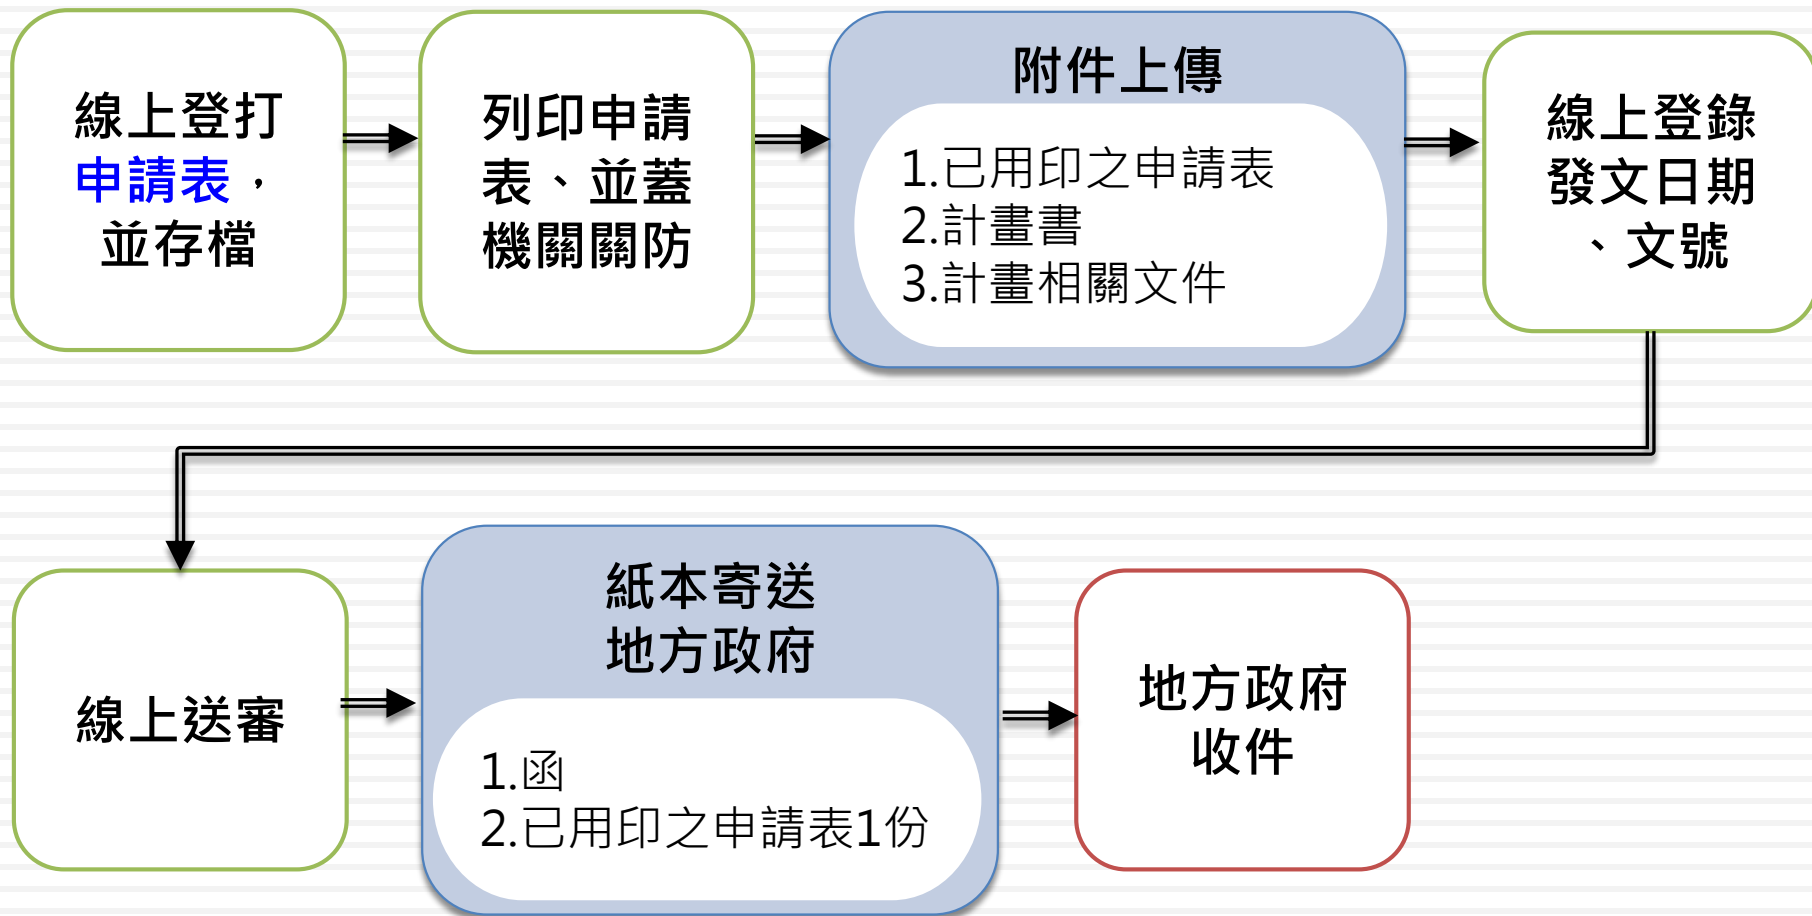 線上登打
申請表，
並存檔
列印申請
表、並蓋
機關關防
附件上傳
1.已用印之申請表
2.計畫書
3.計畫相關文件
線上登錄
發文日期
、文號
線上送審
紙本寄送
地方政府
1.函
2.已用印之申請表1份
地方政府
收件